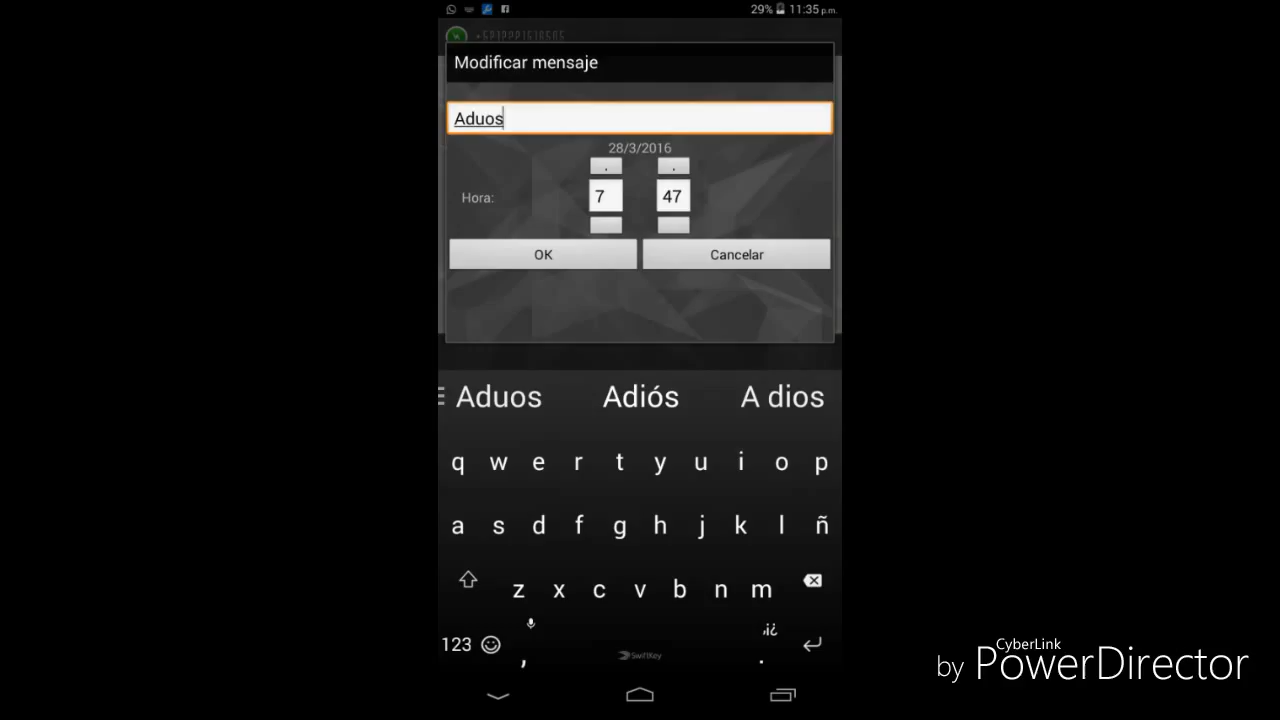 29% 11:35 p.m.
Modificar mensaje
Aduos
28/3/2016
Hora:
7 47
OK Cancelar
Aduos Adiós A dios
q w e r t y u i o p
a s d f g h j k l ñ
z x c v b n m
123 , .
SwiftKey
CyberLink
by PowerDirector